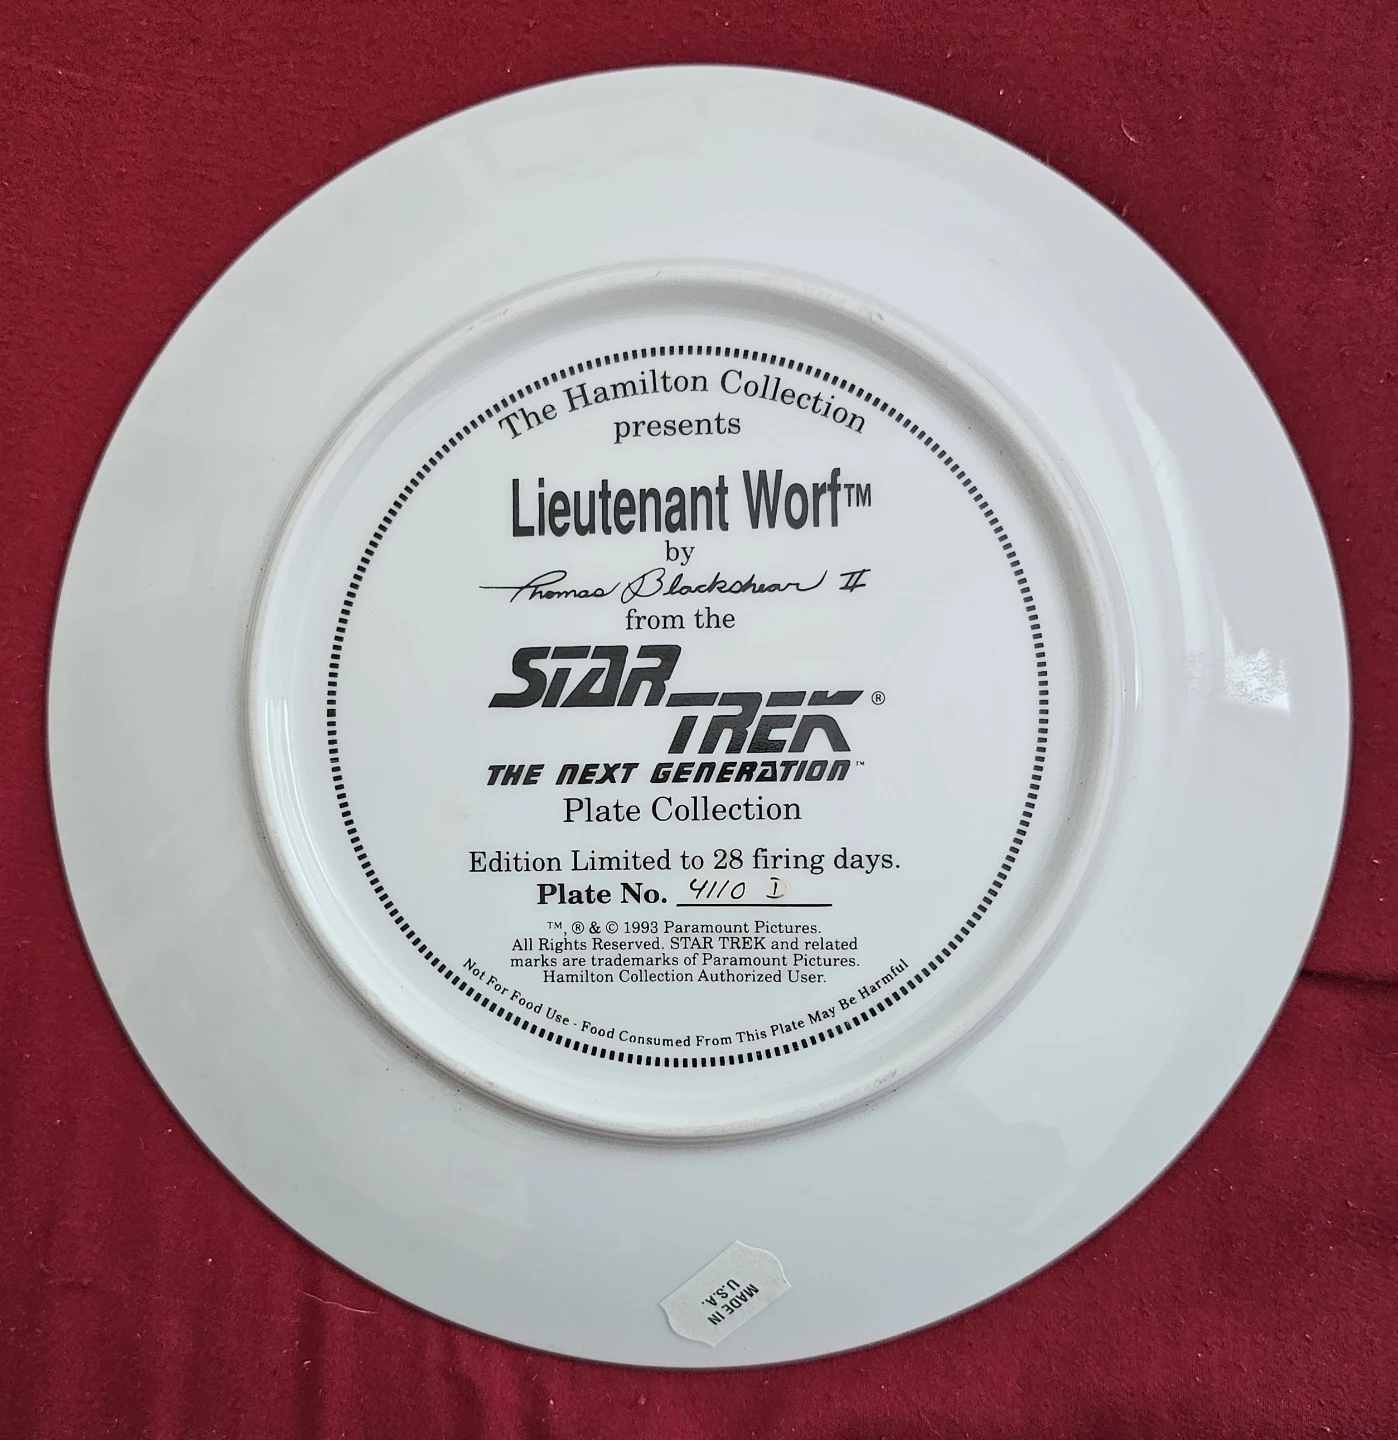 The Hamilton Collection
presents
Lieutenant Worf™
by
Thomas Blackshear II
from the
STAR
TREK®
THE NEXT GENERATION™
Plate Collection
Edition Limited to 28 firing days.
Plate No. 4110 D
™, ® & © 1993 Paramount Pictures.
All Rights Reserved. STAR TREK and related
marks are trademarks of Paramount Pictures.
Hamilton Collection Authorized User.
Not For Food Use - Food Consumed From This Plate May Be Harmful
MADE IN
U.S.A.